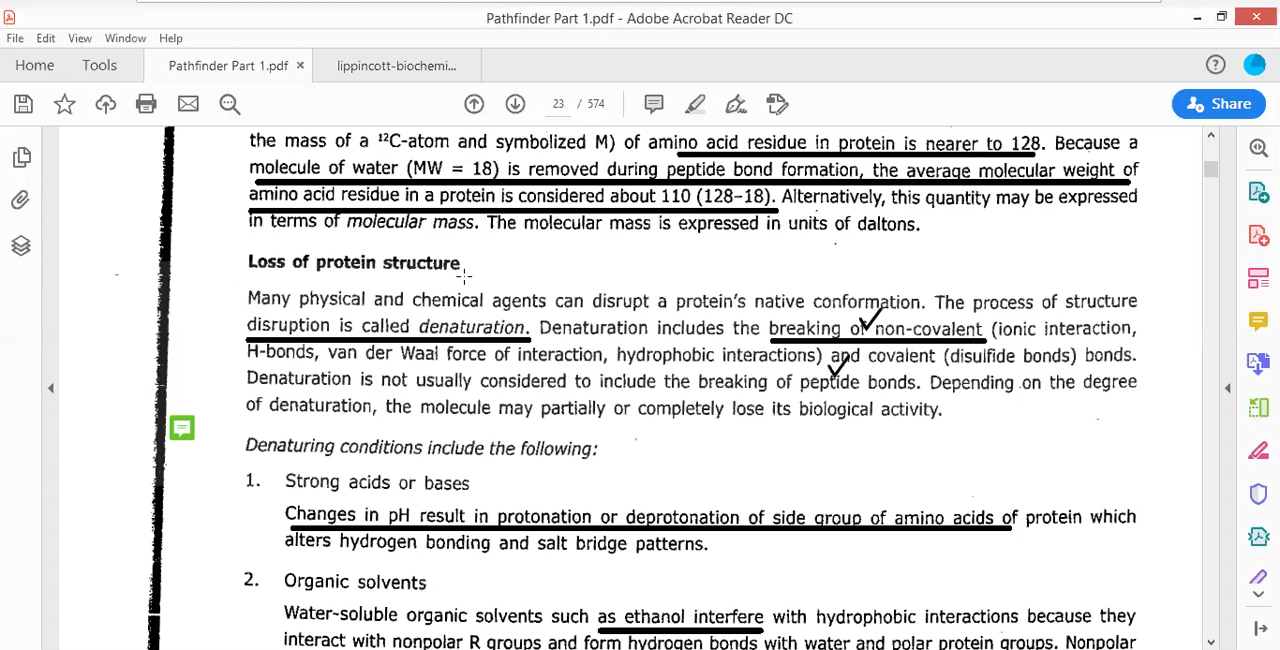 Pathfinder Part 1.pdf - Adobe Acrobat Reader DC
File Edit View Window Help
Home Tools Pathfinder Part 1.pdf × lippincott-biochemi...
23 / 574 Share
the mass of a ¹²C-atom and symbolized M) of amino acid residue in protein is nearer to 128. Because a
molecule of water (MW = 18) is removed during peptide bond formation, the average molecular weight of
amino acid residue in a protein is considered about 110 (128–18). Alternatively, this quantity may be expressed
in terms of molecular mass. The molecular mass is expressed in units of daltons.
Loss of protein structure
Many physical and chemical agents can disrupt a protein's native conformation. The process of structure
disruption is called denaturation. Denaturation includes the breaking of non-covalent (ionic interaction,
H-bonds, van der Waal force of interaction, hydrophobic interactions) and covalent (disulfide bonds) bonds.
Denaturation is not usually considered to include the breaking of peptide bonds. Depending on the degree
of denaturation, the molecule may partially or completely lose its biological activity.
Denaturing conditions include the following:
1. Strong acids or bases
Changes in pH result in protonation or deprotonation of side group of amino acids of protein which
alters hydrogen bonding and salt bridge patterns.
2. Organic solvents
Water-soluble organic solvents such as ethanol interfere with hydrophobic interactions because they
interact with nonpolar R groups and form hydrogen bonds with water and polar protein groups. Nonpolar